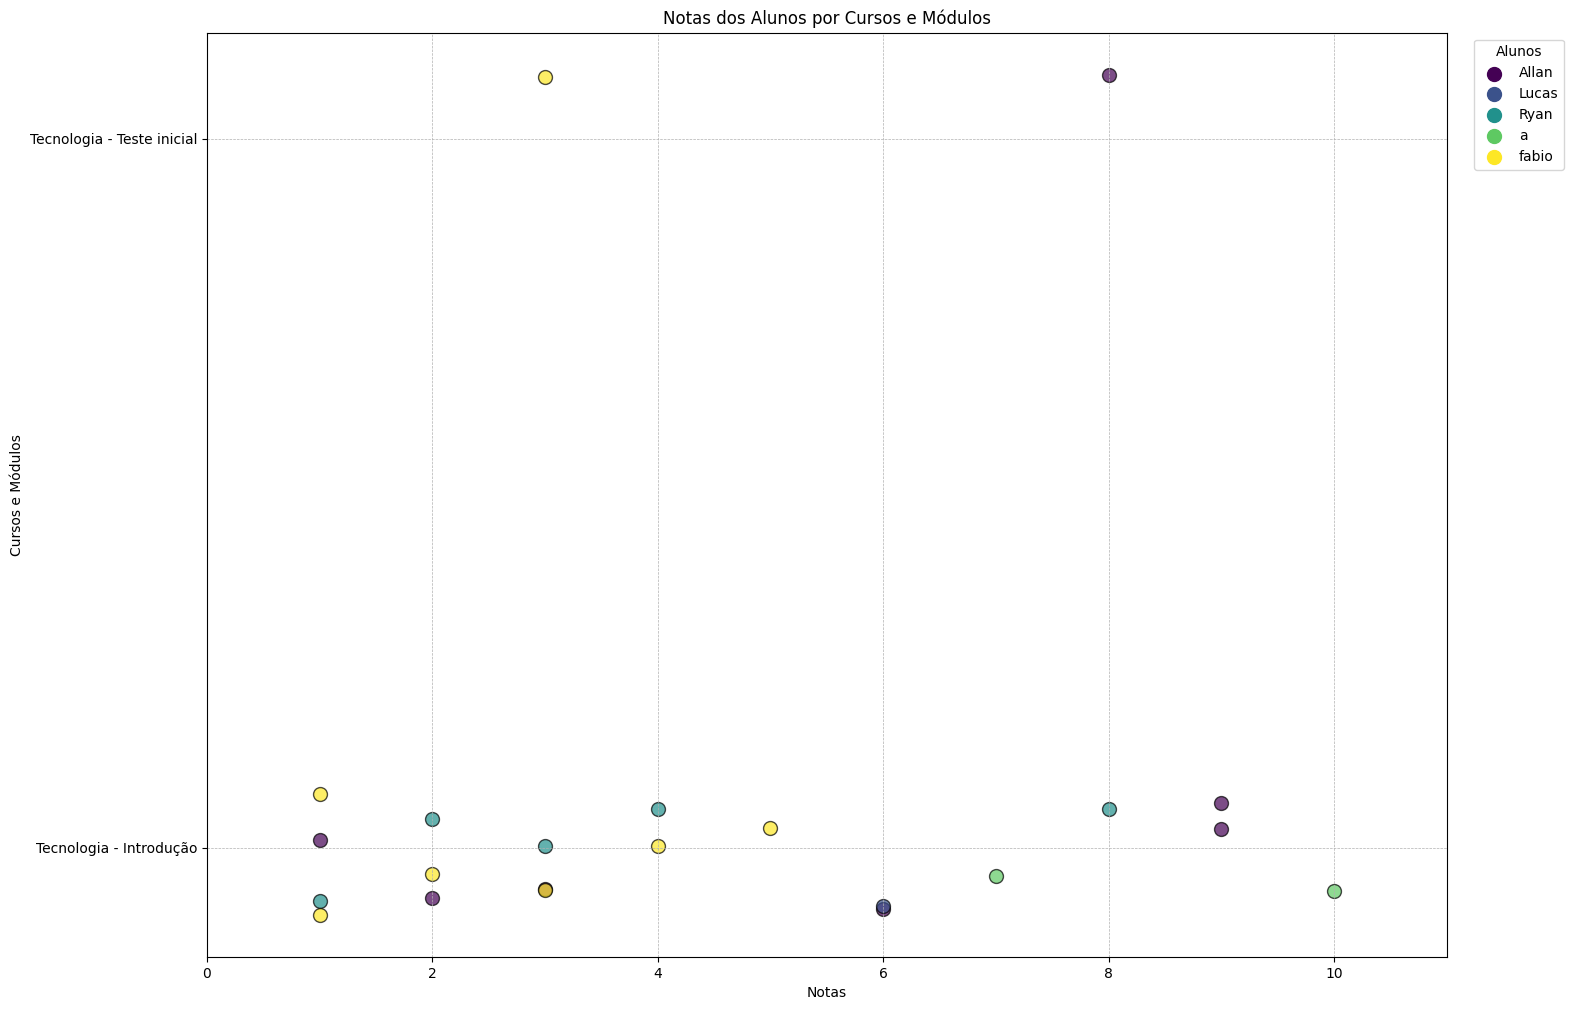 Notas dos Alunos por Cursos e Módulos
Alunos
Allan
Lucas
Ryan
a
fabio
Tecnologia - Teste inicial
Cursos e Módulos
Tecnologia - Introdução
0 2 4 6 8 10
Notas